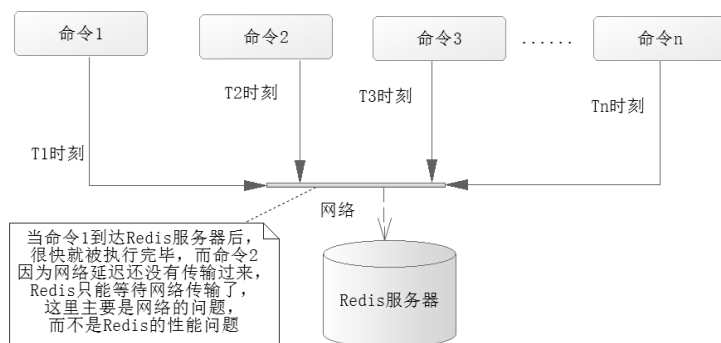 命令1
命令2
命令3
......
命令n
T1时刻
T2时刻
T3时刻
Tn时刻
网络
当命令1到达Redis服务器后，
很快就被执行完毕，而命令2
因为网络延迟还没有传输过来，
Redis只能等待网络传输了，
这里主要是网络的问题，
而不是Redis的性能问题
Redis服务器